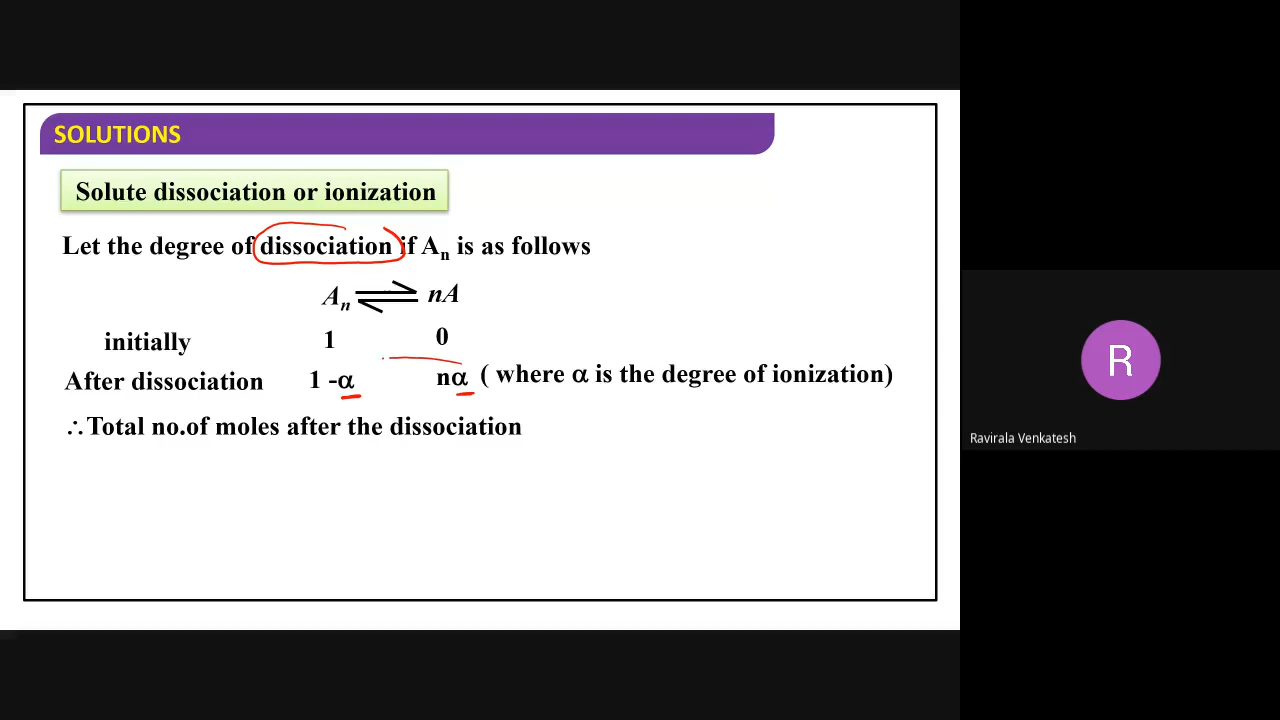 SOLUTIONS
Solute dissociation or ionization
Let the degree of dissociation if Aₙ is as follows
Aₙ ⇌ nA
initially 1 0
After dissociation 1 -α nα ( where α is the degree of ionization)
∴Total no.of moles after the dissociation
R
Ravirala Venkatesh